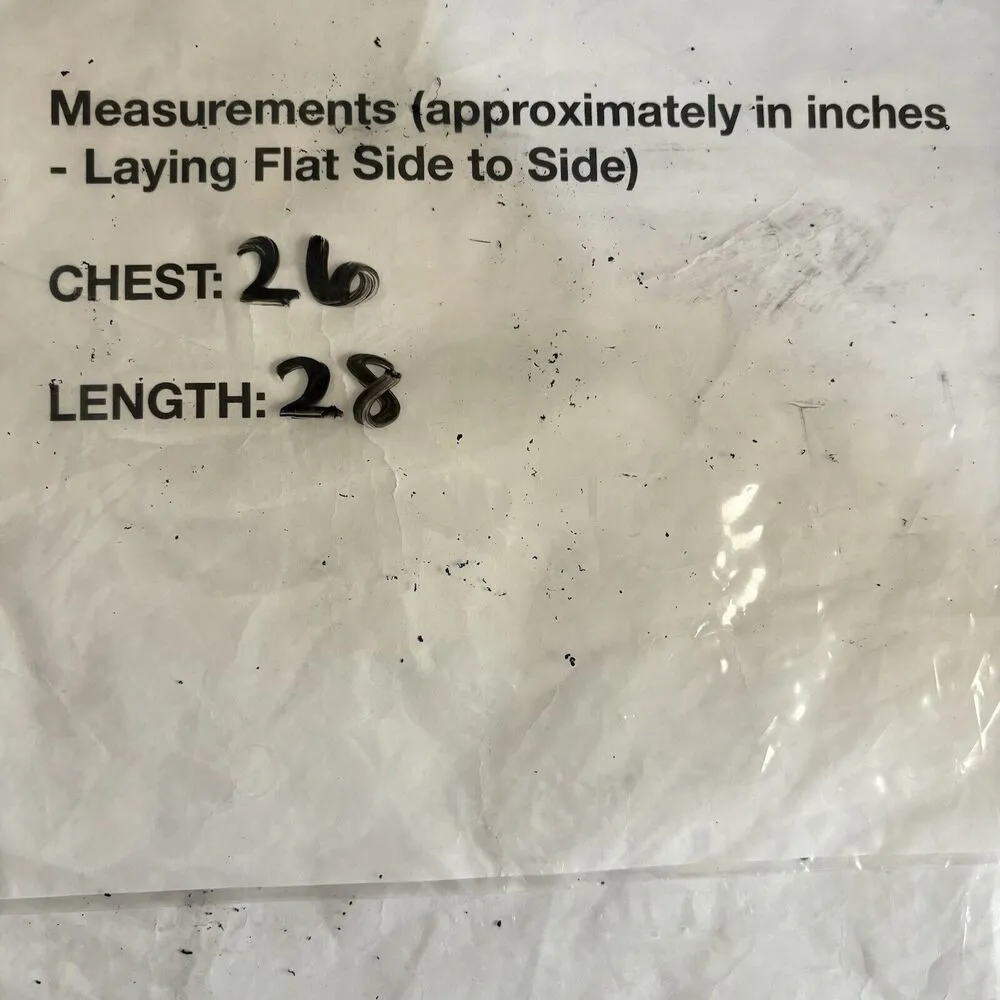 Measurements (approximately in inches
- Laying Flat Side to Side)
CHEST: 26
LENGTH: 28